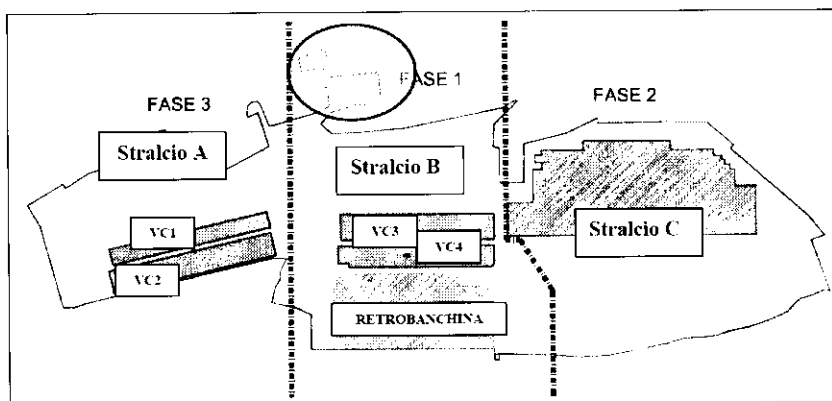 FASE 1
FASE 3
FASE 2
Stralcio A
Stralcio B
Stralcio C
VC1
VC2
VC3
VC4
RETROBANCHINA